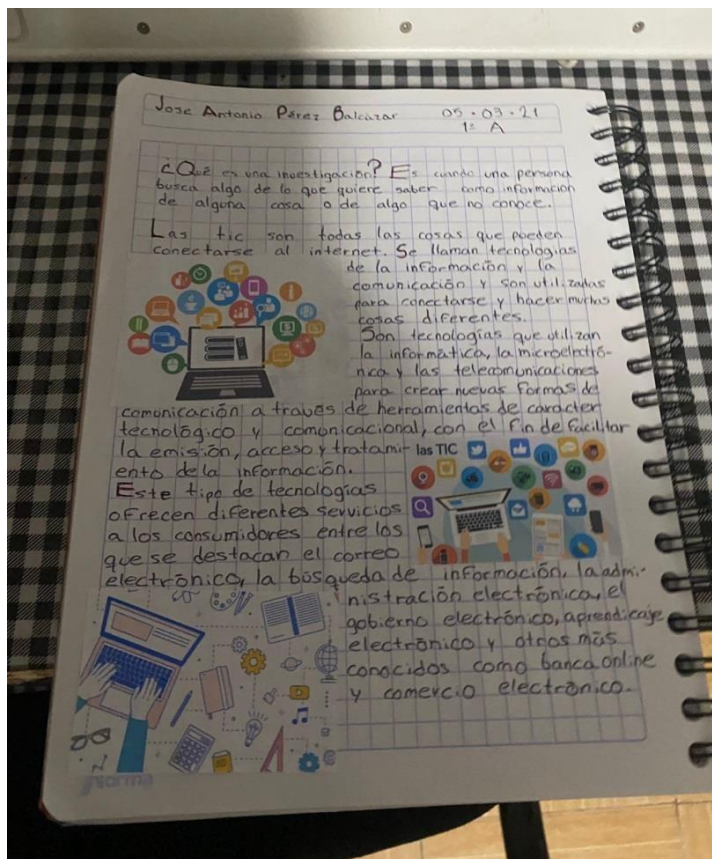 Jose Antonio Pérez Balcázar 05-03-21
1º A
¿Qué es una investigación? Es cuando una persona
busca algo de lo que quiere saber como información
de alguna cosa o de algo que no conoce.
Las tic son todas las cosas que pueden
conectarse al internet. Se llaman tecnologías
de la información y la
comunicación y son utilizadas
para conectarse y hacer muchas
cosas diferentes.
Son tecnologías que utilizan
la informática, la microelectró-
nica y las telecomunicaciones
para crear nuevas formas de
comunicación a través de herramientas de carácter
tecnológico y comunicacional, con el fin de facilitar
la emisión, acceso y tratami-
ento de la información.
las TIC
Este tipo de tecnologías
ofrecen diferentes servicios
a los consumidores entre los
que se destacan el correo
electrónico, la búsqueda de información, la admi-
nistración electrónica, el
gobierno electrónico, aprendicaje
electrónico y otros más
conocidos como banca online
y comercio electrónico.
Norma